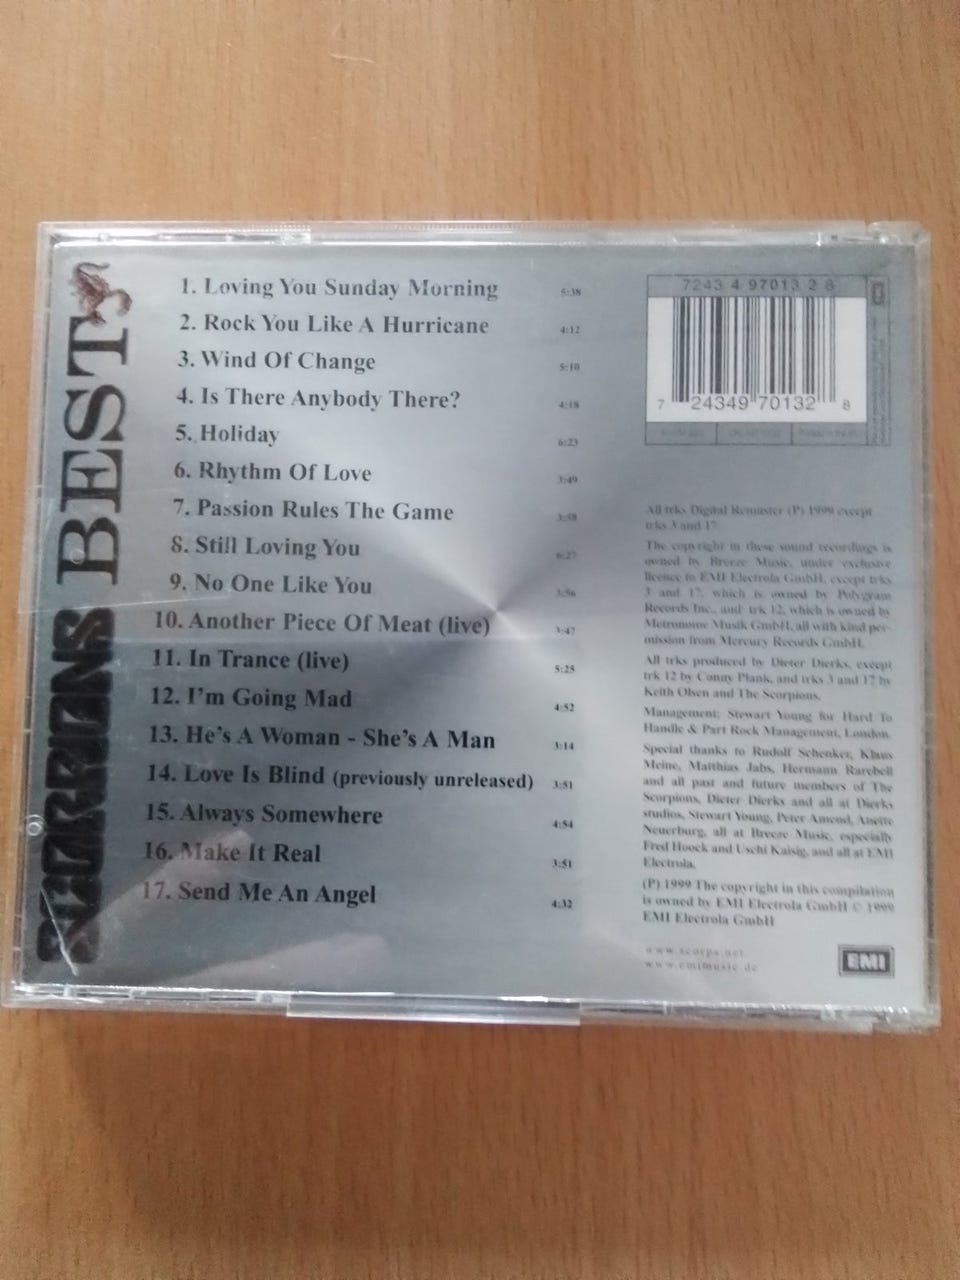 SCORPIONS BEST
1. Loving You Sunday Morning 5:38
2. Rock You Like A Hurricane 4:12
3. Wind Of Change 5:10
4. Is There Anybody There? 4:18
5. Holiday 6:23
6. Rhythm Of Love 3:49
7. Passion Rules The Game 3:58
8. Still Loving You 6:27
9. No One Like You 3:56
10. Another Piece Of Meat (live) 3:47
11. In Trance (live) 5:25
12. I'm Going Mad 4:52
13. He's A Woman - She's A Man 3:14
14. Love Is Blind (previously unreleased) 3:51
15. Always Somewhere 4:54
16. Make It Real 3:51
17. Send Me An Angel 4:32
7243 4 97013 2 8
7 24349 70132 8
All trks Digital Remaster (P) 1999 except
trks 3 and 17.
The copyright in these sound recordings is
owned by Breeze Music, under exclusive
licence to EMI Electrola GmbH, except trks
3 and 17, which is owned by Polygram
Records Inc., and trk 12, which is owned by
Metronome Musik GmbH, all with kind per-
mission from Mercury Records GmbH.
All trks produced by Dieter Dierks, except
trk 12 by Conny Plank, and trks 3 and 17 by
Keith Olsen and The Scorpions.
Management: Stewart Young for Hard To
Handle & Part Rock Management, London.
Special thanks to Rudolf Schenker, Klaus
Meine, Matthias Jabs, Hermann Rarebell
and all past and future members of The
Scorpions, Dieter Dierks and all at Dierks
studios, Stewart Young, Peter Amend, Anette
Neuerburg, all at Breeze Music, especially
Fred Hoock and Uschi Kaisig, and all at EMI
Electrola.
(P) 1999 The copyright in this compilation
is owned by EMI Electrola GmbH © 1999
EMI Electrola GmbH
www.scorps.net
www.emimusic.de
EMI